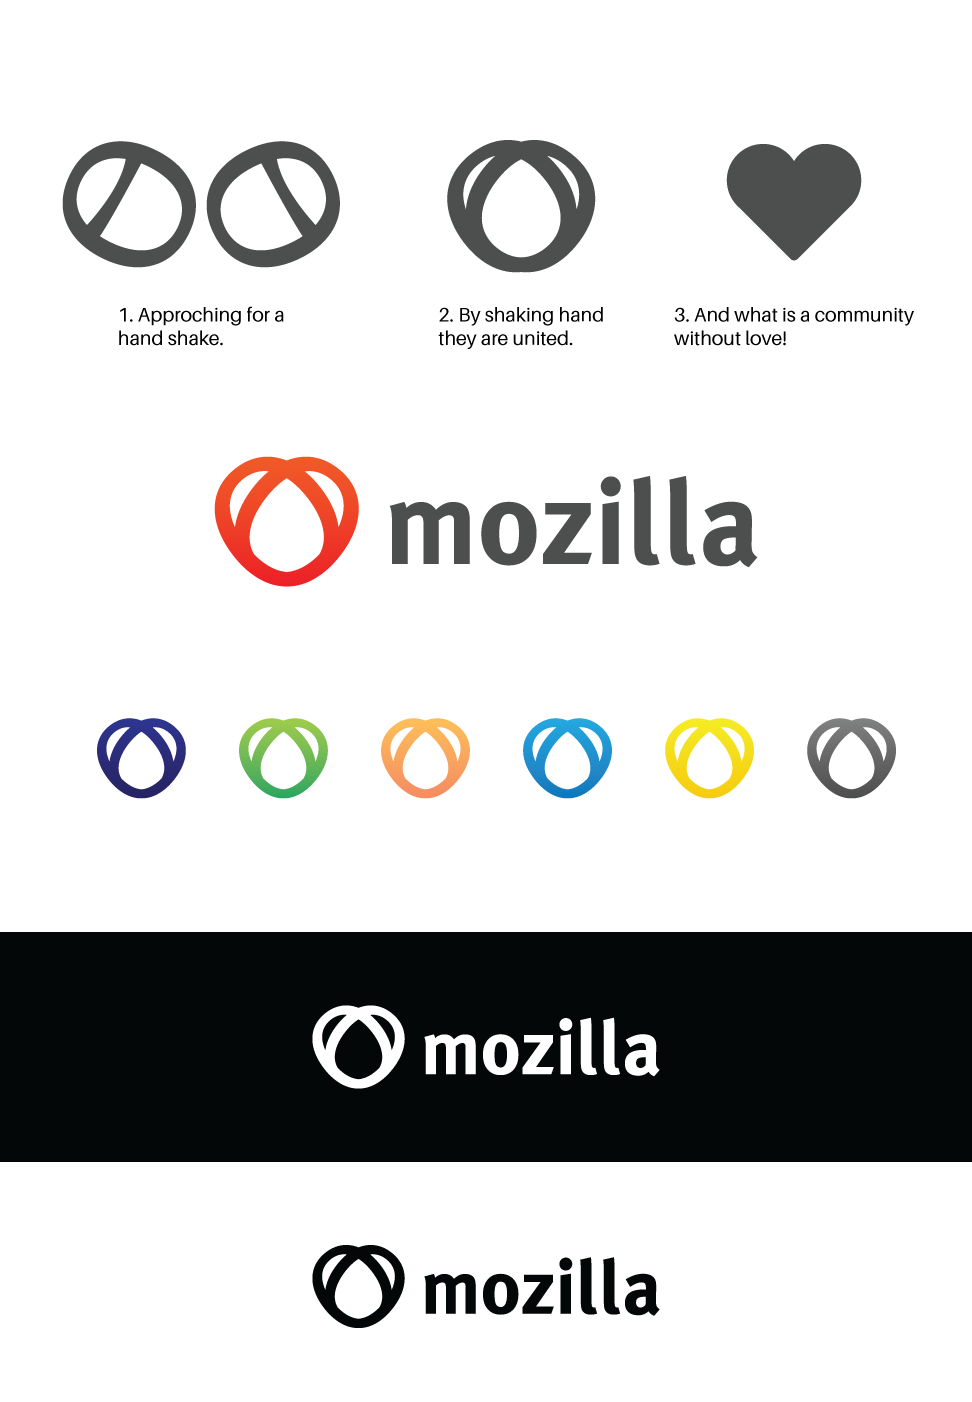 1. Approching for a
hand shake.
2. By shaking hand
they are united.
3. And what is a community
without love!
mozilla
mozilla
mozilla